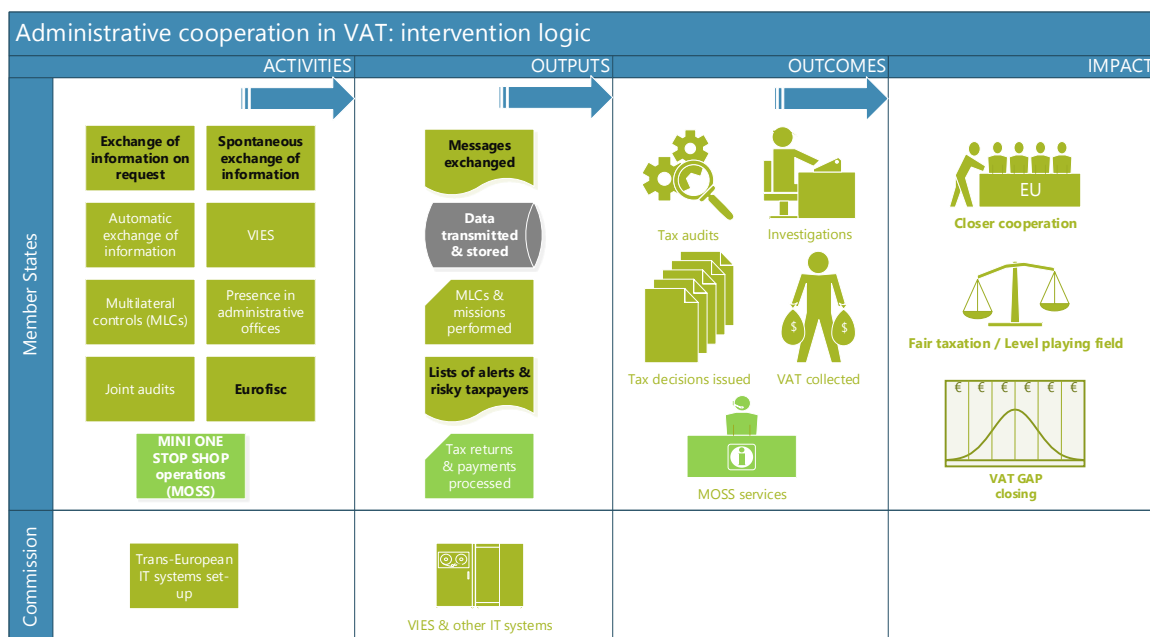 Administrative cooperation in VAT: intervention logic
ACTIVITIES
OUTPUTS
OUTCOMES
IMPACT
Member States
Exchange of
information on
request
Spontaneous
exchange of
information
Automatic
exchange of
information
VIES
Multilateral
controls (MLCs)
Presence in
administrative
offices
Joint audits
Eurofisc
MINI ONE
STOP SHOP
operations
(MOSS)
Messages
exchanged
Data
transmitted
& stored
MLCs &
missions
performed
Lists of alerts &
risky taxpayers
Tax returns
& payments
processed
Tax audits
Investigations
$ $
Tax decisions issued
VAT collected
i
MOSS services
EU
Closer cooperation
Fair taxation / Level playing field
€ € € € € €
VAT GAP
closing
Commission
Trans-European
IT systems set-
up
VIES & other IT systems